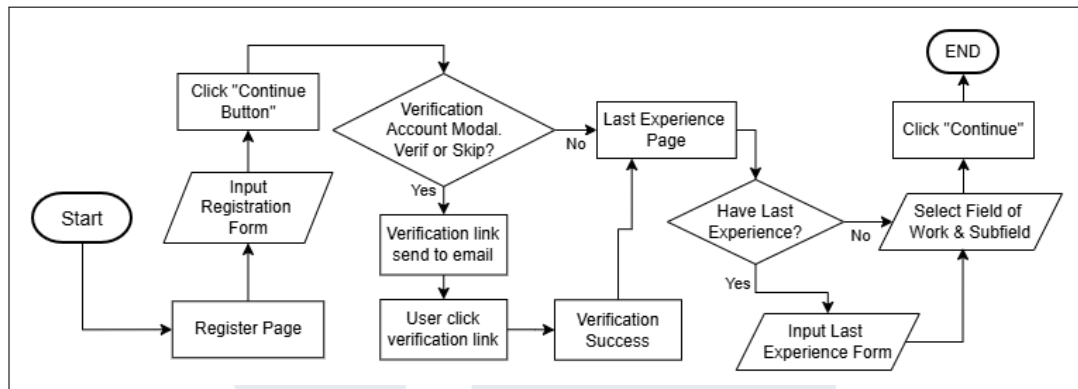 Start
Register Page
Input
Registration
Form
Click "Continue
Button"
Verification
Account Modal.
Verif or Skip?
No
Yes
Verification link
send to email
User click
verification link
Verification
Success
Last Experience
Page
Have Last
Experience?
No
Yes
Input Last
Experience Form
Select Field of
Work & Subfield
Click "Continue"
END